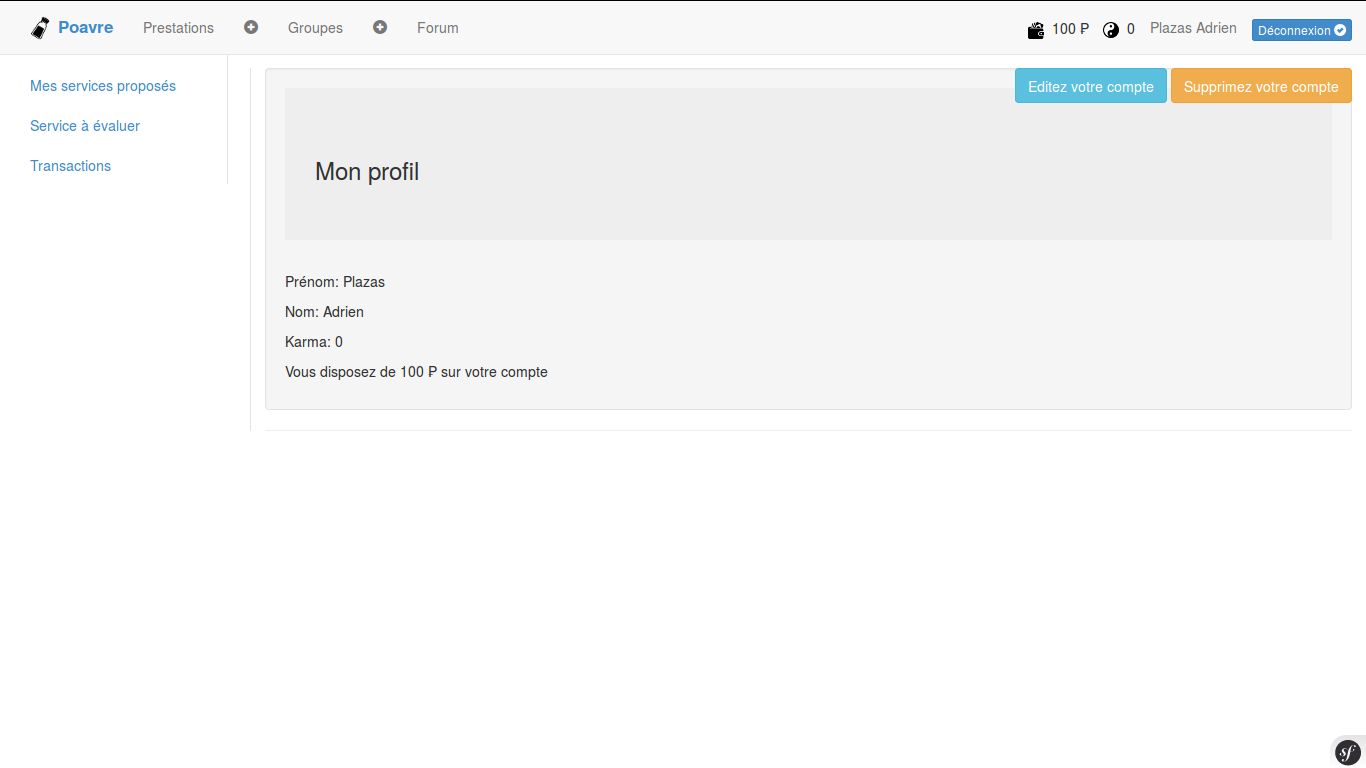 Poavre Prestations Groupes Forum 100 ₽ 0 Plazas Adrien Déconnexion
Mes services proposés
Service à évaluer
Transactions
Editez votre compte Supprimez votre compte
Mon profil
Prénom: Plazas
Nom: Adrien
Karma: 0
Vous disposez de 100 ₽ sur votre compte
sf